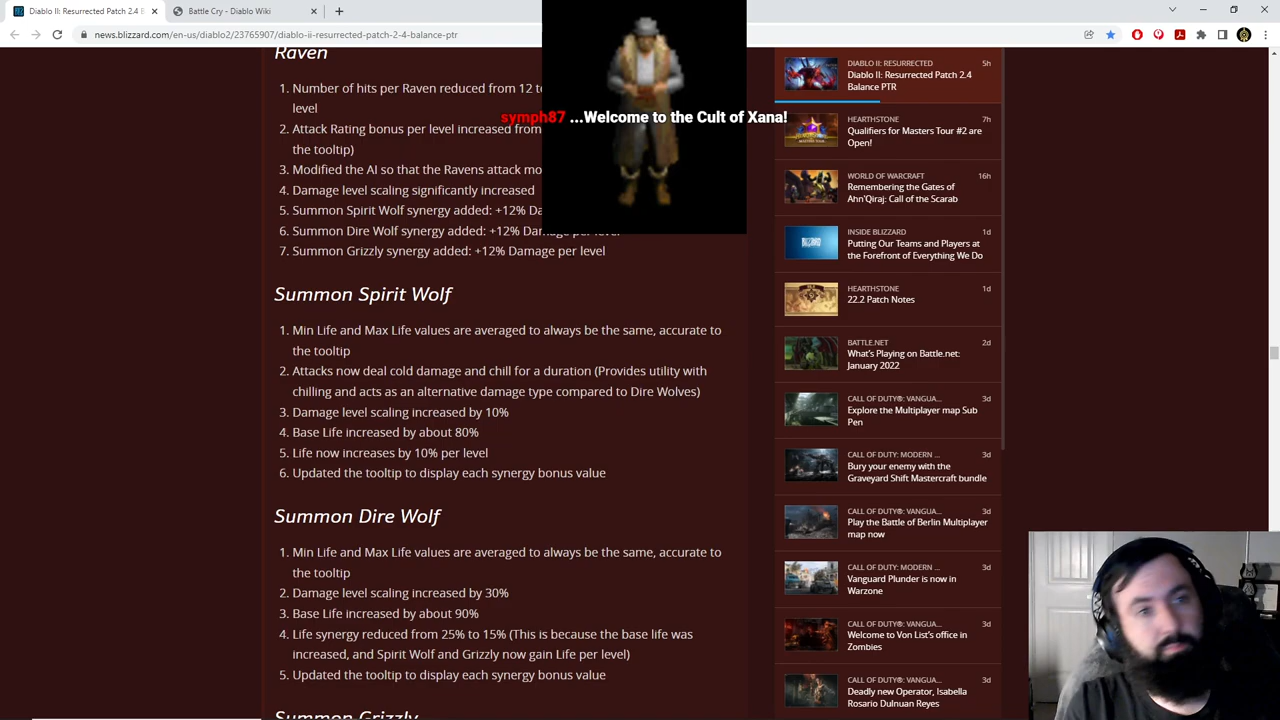 Diablo II: Resurrected Patch 2.4 B
Battle Cry - Diablo Wiki
news.blizzard.com/en-us/diablo2/23765907/diablo-ii-resurrected-patch-2-4-balance-ptr
Raven
1. Number of hits per Raven reduced from 12 to
level
2. Attack Rating bonus per level increased from
the tooltip)
3. Modified the AI so that the Ravens attack mo
4. Damage level scaling significantly increased
5. Summon Spirit Wolf synergy added: +12% Da
6. Summon Dire Wolf synergy added: +12% Damage per level
7. Summon Grizzly synergy added: +12% Damage per level
symph87 ...Welcome to the Cult of Xana!
Summon Spirit Wolf
1. Min Life and Max Life values are averaged to always be the same, accurate to
the tooltip
2. Attacks now deal cold damage and chill for a duration (Provides utility with
chilling and acts as an alternative damage type compared to Dire Wolves)
3. Damage level scaling increased by 10%
4. Base Life increased by about 80%
5. Life now increases by 10% per level
6. Updated the tooltip to display each synergy bonus value
Summon Dire Wolf
1. Min Life and Max Life values are averaged to always be the same, accurate to
the tooltip
2. Damage level scaling increased by 30%
3. Base Life increased by about 90%
4. Life synergy reduced from 25% to 15% (This is because the base life was
increased, and Spirit Wolf and Grizzly now gain Life per level)
5. Updated the tooltip to display each synergy bonus value
Summon Grizzly
DIABLO II: RESURRECTED 5h
Diablo II: Resurrected Patch 2.4
Balance PTR
HEARTHSTONE 7h
Qualifiers for Masters Tour #2 are
Open!
WORLD OF WARCRAFT 16h
Remembering the Gates of
Ahn'Qiraj: Call of the Scarab
INSIDE BLIZZARD 1d
Putting Our Teams and Players at
the Forefront of Everything We Do
HEARTHSTONE 1d
22.2 Patch Notes
BATTLE.NET 2d
What's Playing on Battle.net:
January 2022
CALL OF DUTY®: VANGUA... 3d
Explore the Multiplayer map Sub
Pen
CALL OF DUTY: MODERN ... 3d
Bury your enemy with the
Graveyard Shift Mastercraft bundle
CALL OF DUTY®: VANGUA... 3d
Play the Battle of Berlin Multiplayer
map now
CALL OF DUTY: MODERN ... 3d
Vanguard Plunder is now in
Warzone
CALL OF DUTY®: VANGUA... 3d
Welcome to Von List's office in
Zombies
CALL OF DUTY®: VANGUA... 3d
Deadly new Operator, Isabella
Rosario Dulnuan Reyes